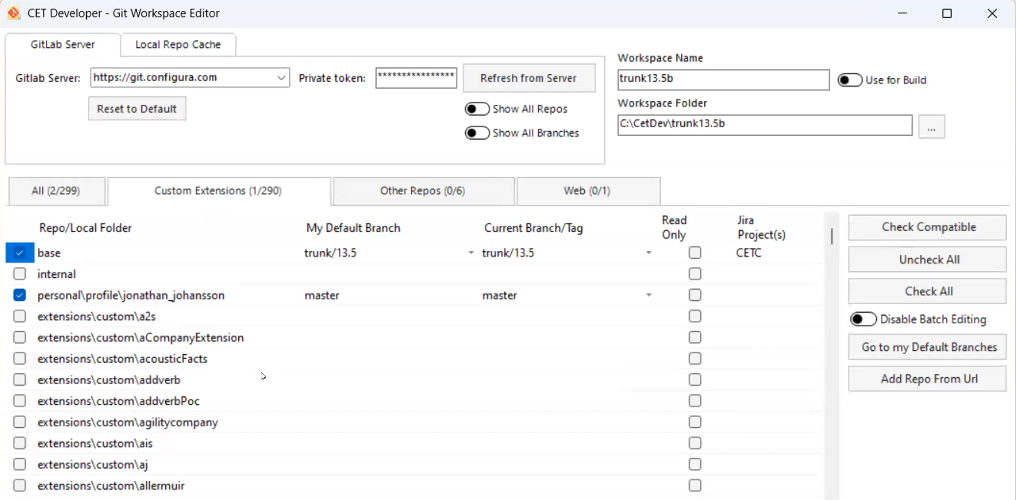 CET Developer - Git Workspace Editor
GitLab Server
Local Repo Cache
Gitlab Server:
https://git.configura.com
Private token:
****************
Refresh from Server
Reset to Default
Show All Repos
Show All Branches
Workspace Name
trunk13.5b
Use for Build
Workspace Folder
C:\CetDev\trunk13.5b
...
All (2/299)
Custom Extensions (1/290)
Other Repos (0/6)
Web (0/1)
Repo/Local Folder
My Default Branch
Current Branch/Tag
Read
Only
Jira
Project(s)
base
trunk/13.5
trunk/13.5
CETC
internal
personal\profile\jonathan_johansson
master
master
extensions\custom\a2s
extensions\custom\aCompanyExtension
extensions\custom\acousticFacts
extensions\custom\addverb
extensions\custom\addverbPoc
extensions\custom\agilitycompany
extensions\custom\ais
extensions\custom\aj
extensions\custom\allermuir
Check Compatible
Uncheck All
Check All
Disable Batch Editing
Go to my Default Branches
Add Repo From Url